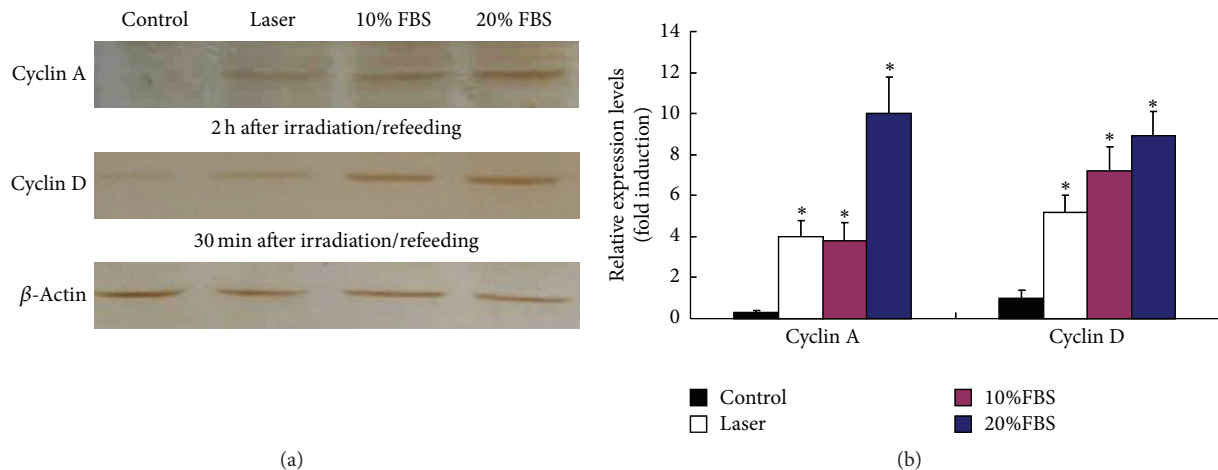 Control Laser 10% FBS 20% FBS
Cyclin A
2 h after irradiation/refeeding
Cyclin D
30 min after irradiation/refeeding
β-Actin
(a)
Relative expression levels
(fold induction)
14
12
10
8
6
4
2
0
* * *
* * *
Cyclin A Cyclin D
Control 10%FBS
Laser 20%FBS
(b)